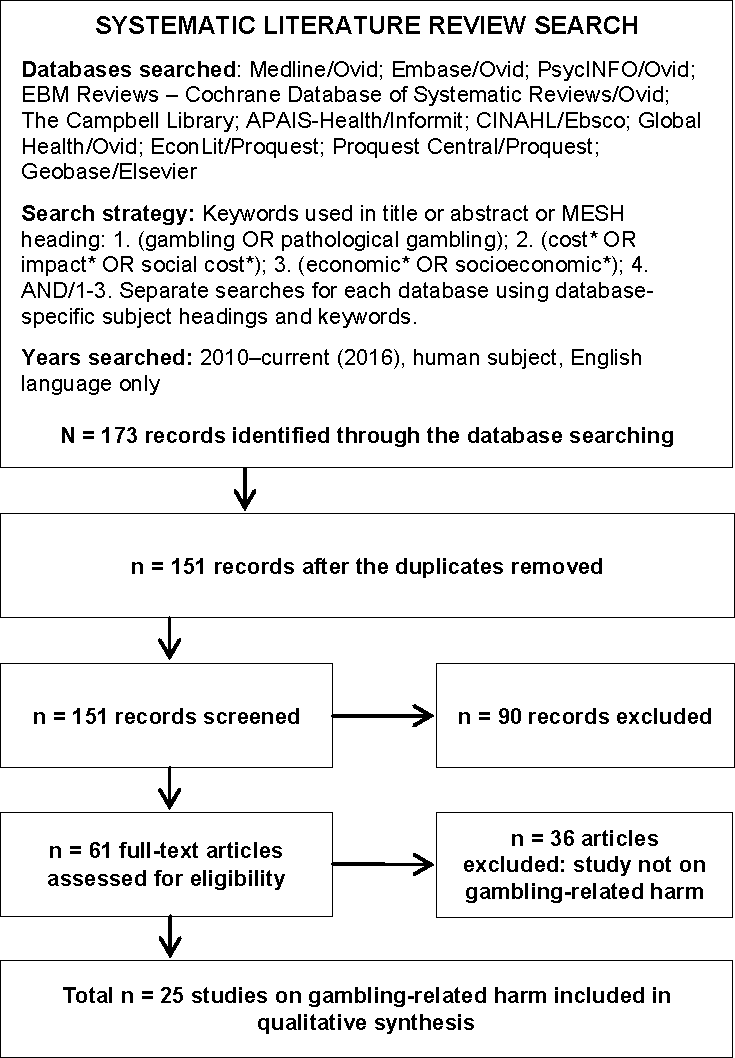 SYSTEMATIC LITERATURE REVIEW SEARCH
Databases searched: Medline/Ovid; Embase/Ovid; PsycINFO/Ovid;
EBM Reviews – Cochrane Database of Systematic Reviews/Ovid;
The Campbell Library; APAIS-Health/Informit; CINAHL/Ebsco; Global
Health/Ovid; EconLit/Proquest; Proquest Central/Proquest;
Geobase/Elsevier
Search strategy: Keywords used in title or abstract or MESH
heading: 1. (gambling OR pathological gambling); 2. (cost* OR
impact* OR social cost*); 3. (economic* OR socioeconomic*); 4.
AND/1-3. Separate searches for each database using database-
specific subject headings and keywords.
Years searched: 2010–current (2016), human subject, English
language only
N = 173 records identified through the database searching
n = 151 records after the duplicates removed
n = 151 records screened
n = 90 records excluded
n = 61 full-text articles
assessed for eligibility
n = 36 articles
excluded: study not on
gambling-related harm
Total n = 25 studies on gambling-related harm included in
qualitative synthesis